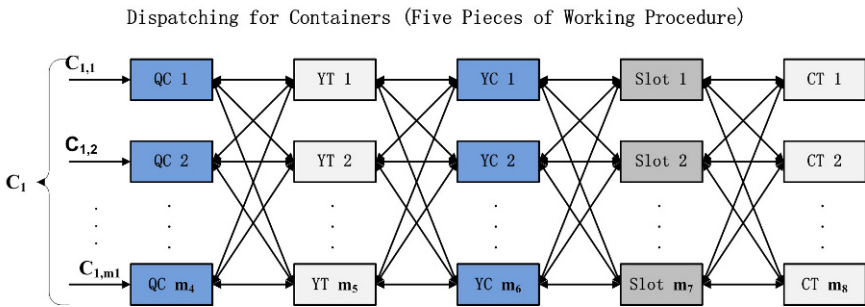 Dispatching for Containers (Five Pieces of Working Procedure)
C1,1 QC 1 YT 1 YC 1 Slot 1 CT 1
C1,2 QC 2 YT 2 YC 2 Slot 2 CT 2
C1
C1,m1 QC m4 YT m5 YC m6 Slot m7 CT m8